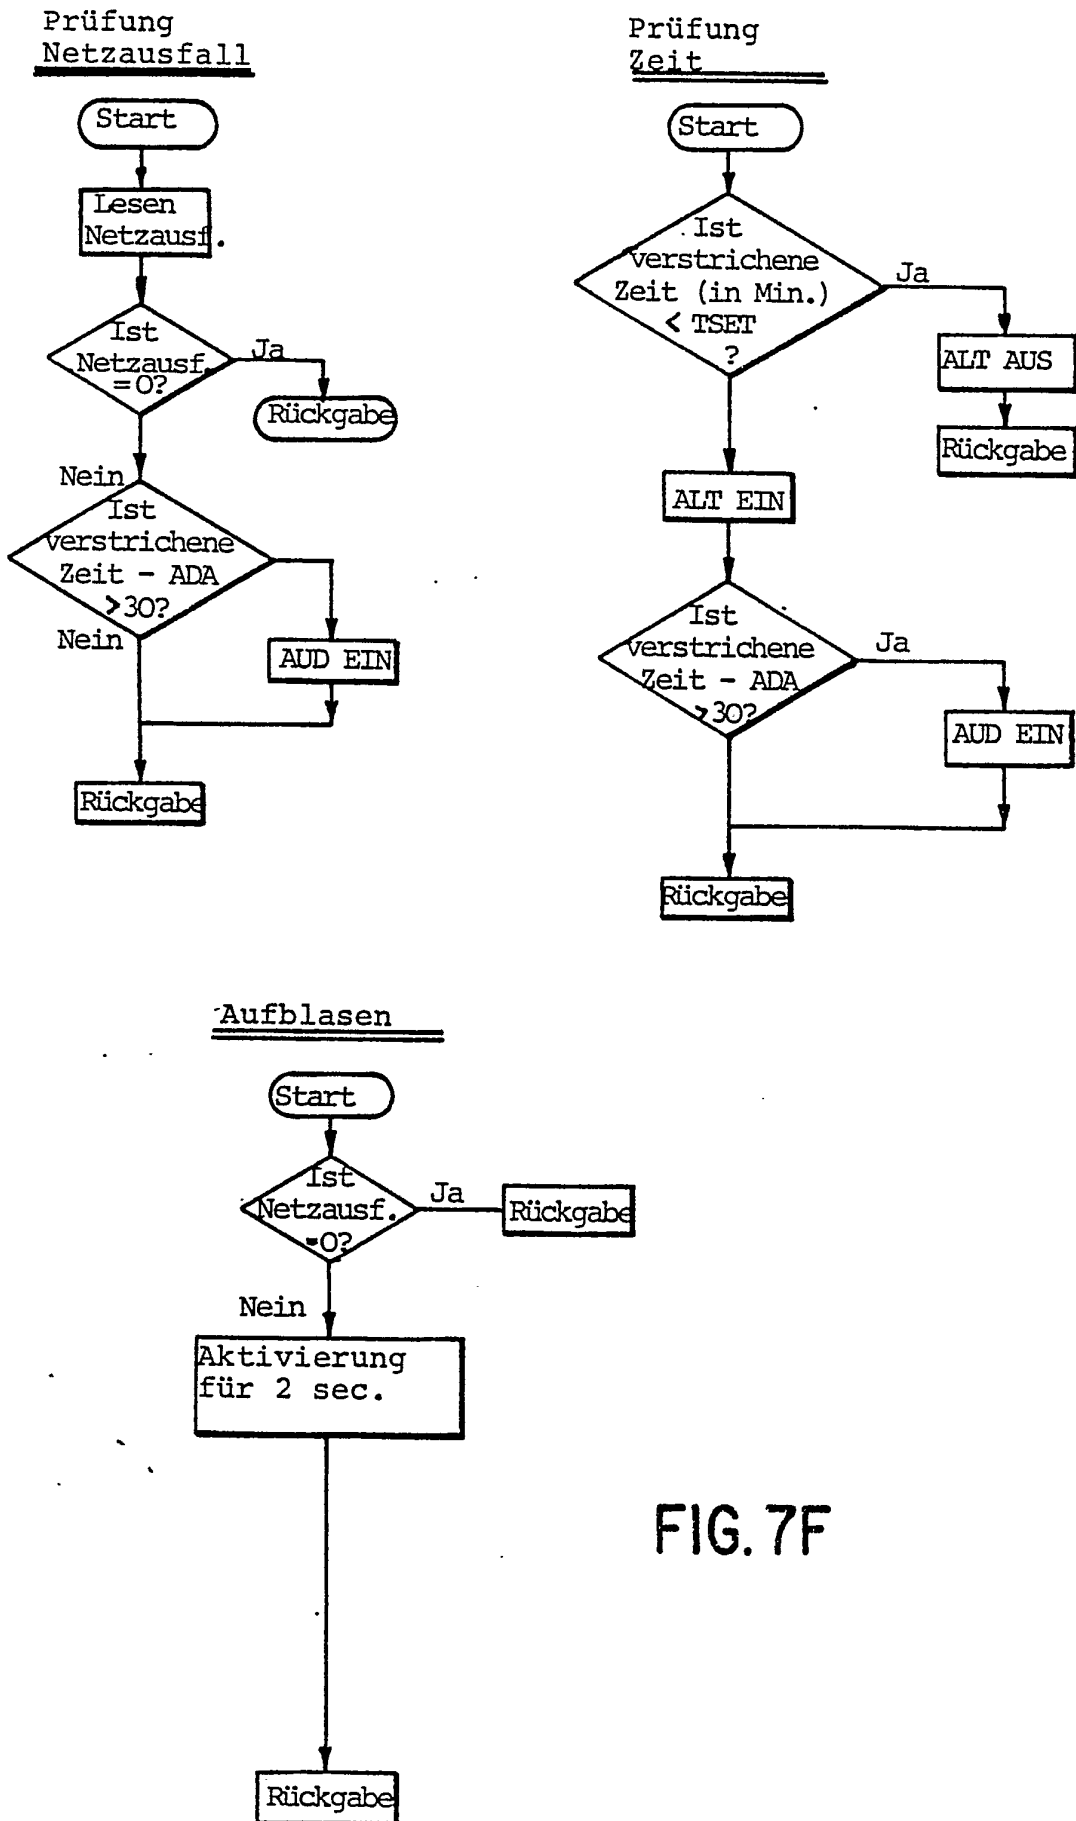 Prüfung
Netzausfall
Start
Lesen
Netzausf.
Ist
Netzausf.
=0?
Ja
Rückgabe
Nein
Ist
verstrichene
Zeit - ADA
>30?
Nein
AUD EIN
Rückgabe
Prüfung
Zeit
Start
Ist
verstrichene
Zeit (in Min.)
< TSET
?
Ja
ALT AUS
Rückgabe
ALT EIN
Ist
verstrichene
Zeit - ADA
>30?
Ja
AUD EIN
Rückgabe
Aufblasen
Start
Ist
Netzausf.
=0?
Ja
Rückgabe
Nein
Aktivierung
für 2 sec.
Rückgabe
FIG. 7F